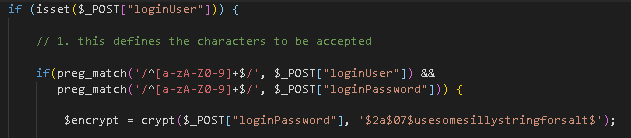 if (isset($_POST["loginUser"])) {
// 1. this defines the characters to be accepted
if(preg_match('/^[a-zA-Z0-9]+$/', $_POST["loginUser"]) &&
preg_match('/^[a-zA-Z0-9]+$/', $_POST["loginPassword"])) {
$encrypt = crypt($_POST["loginPassword"], '$2a$07$usesomesillystringforsalt$');